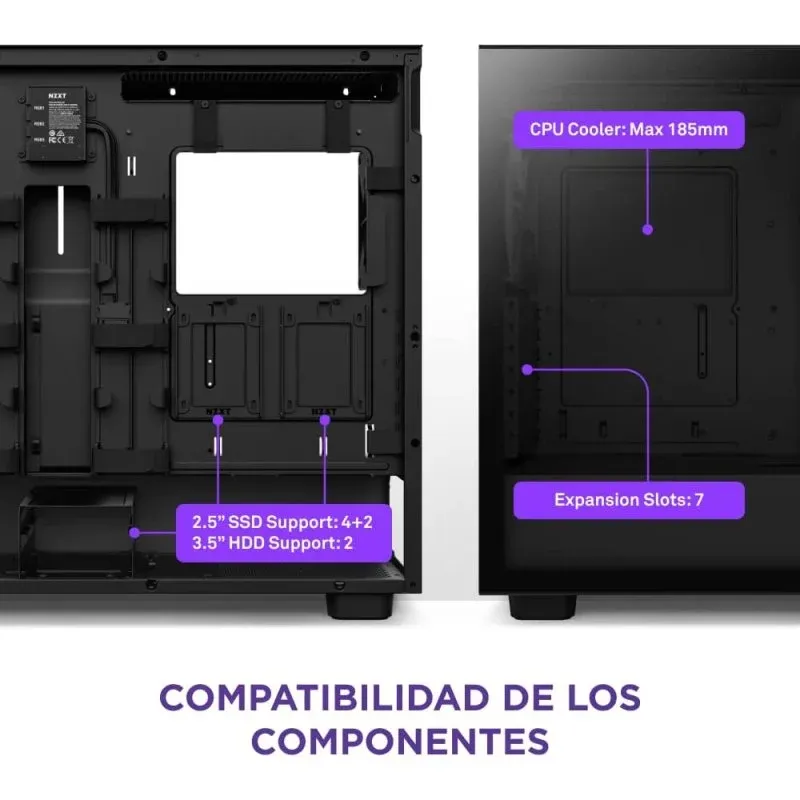 NZXT
CPU Cooler: Max 185mm
NZXT
NZXT
Expansion Slots: 7
2.5” SSD Support: 4+2
3.5” HDD Support: 2
COMPATIBILIDAD DE LOS
COMPONENTES